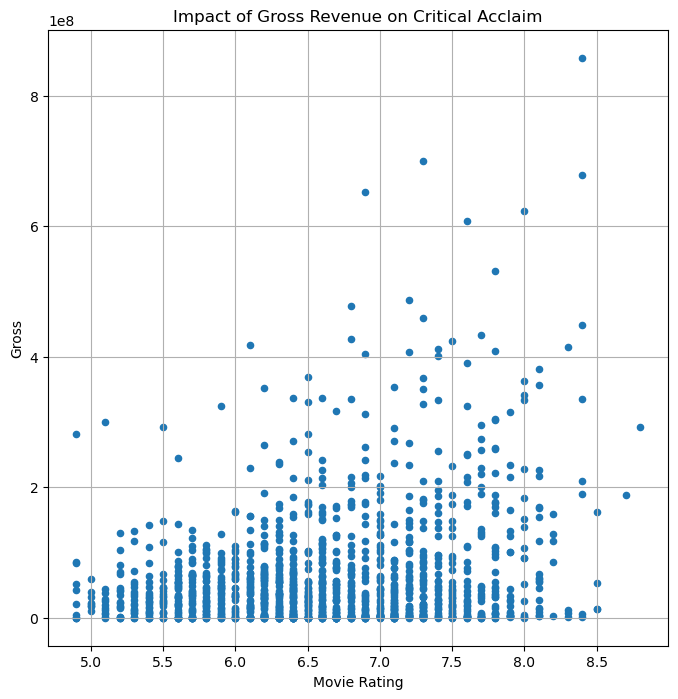 Impact of Gross Revenue on Critical Acclaim
1e8
8
6
4
2
0
Gross
5.0 5.5 6.0 6.5 7.0 7.5 8.0 8.5
Movie Rating